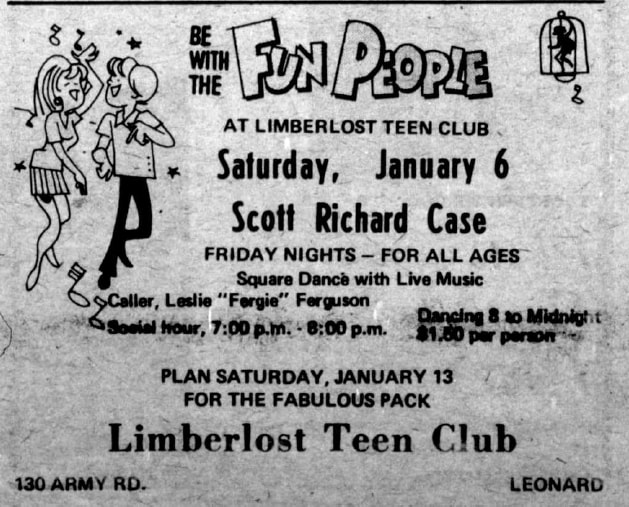 BE
WITH
THE
FUN PEOPLE
AT LIMBERLOST TEEN CLUB
Saturday, January 6
Scott Richard Case
FRIDAY NIGHTS – FOR ALL AGES
Square Dance with Live Music
Caller, Leslie "Fergie" Ferguson
Social hour, 7:00 p.m. - 8:00 p.m.
Dancing 8 to Midnight
$1.50 per person
PLAN SATURDAY, JANUARY 13
FOR THE FABULOUS PACK
Limberlost Teen Club
130 ARMY RD. LEONARD